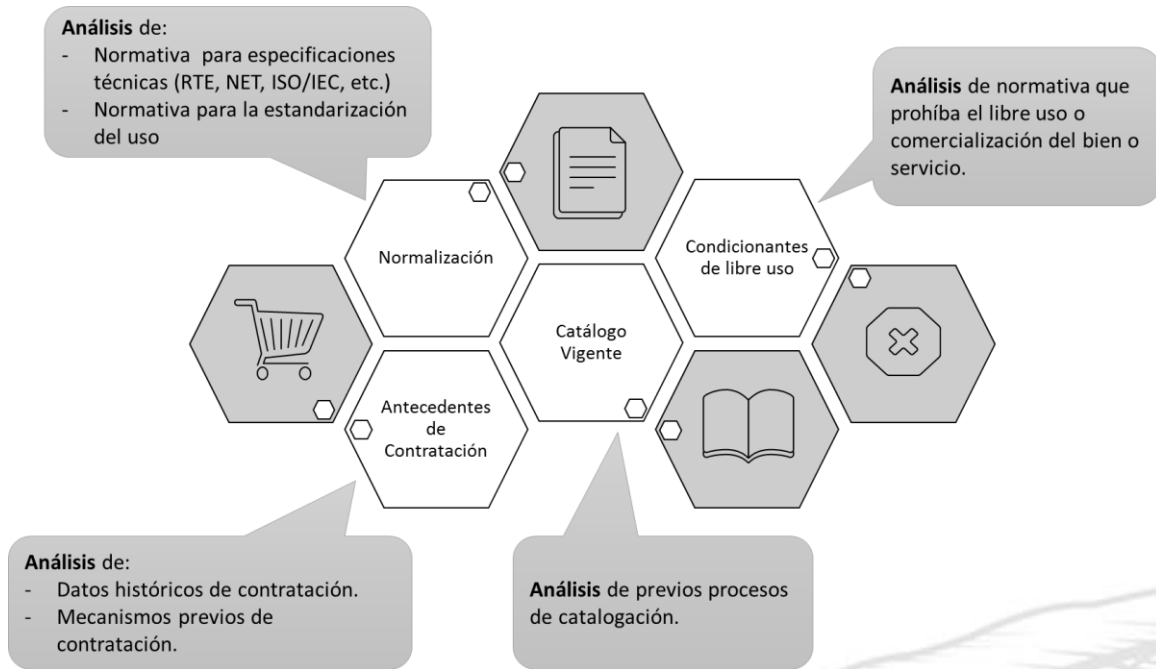 Análisis de:
- Normativa para especificaciones
técnicas (RTE, NET, ISO/IEC, etc.)
- Normativa para la estandarización
del uso
Análisis de normativa que
prohíba el libre uso o
comercialización del bien o
servicio.
Normalización
Condicionantes
de libre uso
Catálogo
Vigente
Antecedentes
de
Contratación
Análisis de:
- Datos históricos de contratación.
- Mecanismos previos de
contratación.
Análisis de previos procesos
de catalogación.